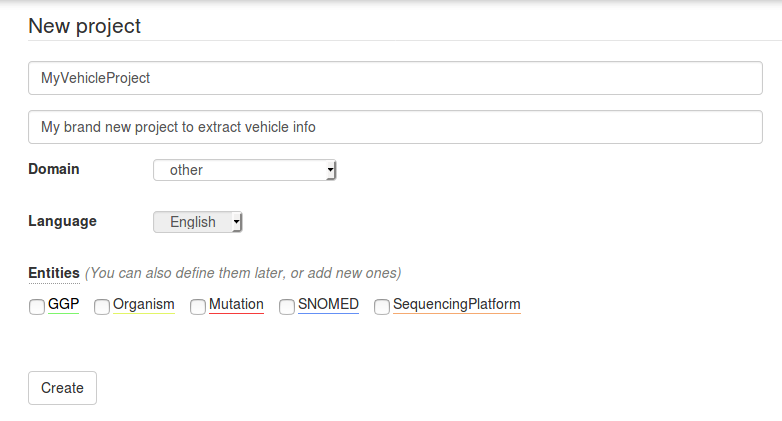 New project
MyVehicleProject
My brand new project to extract vehicle info
Domain other
Language English
Entities (You can also define them later, or add new ones)
GGP Organism Mutation SNOMED SequencingPlatform
Create